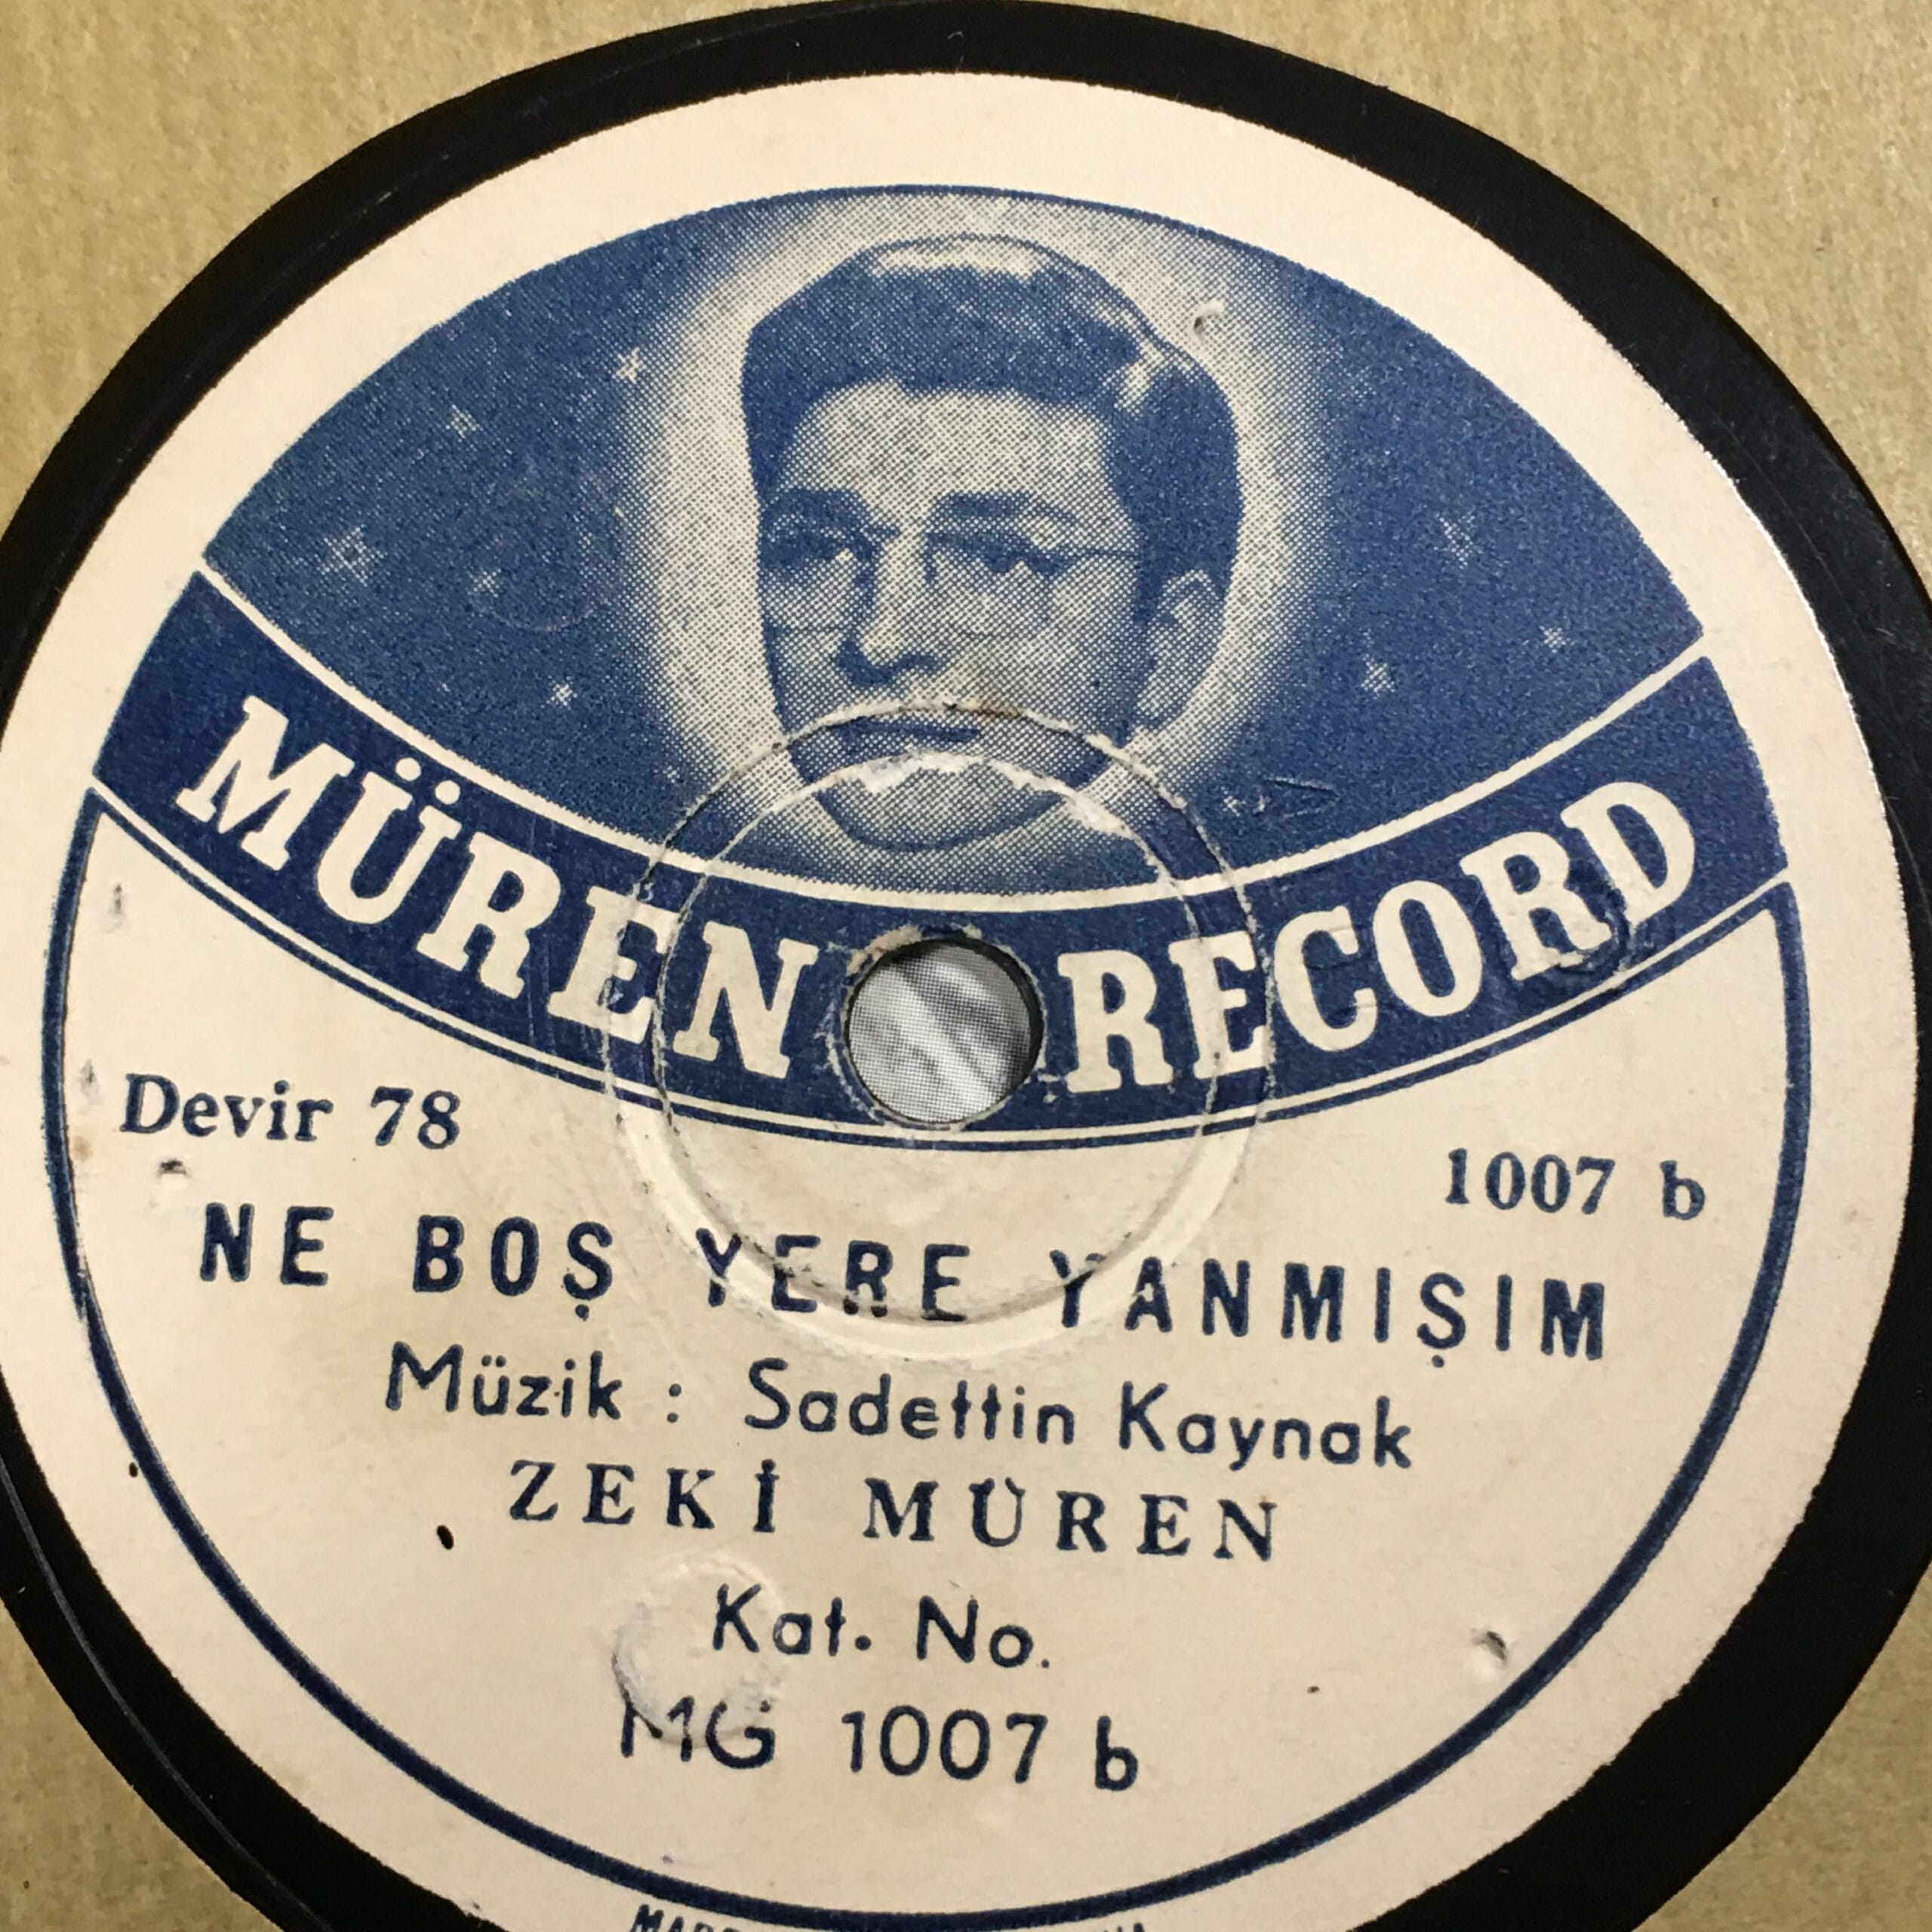 MÜREN RECORD
Devir 78
1007 b
NE BOŞ YERE YANMIŞIM
Müzik : Sadettin Kaynak
ZEKİ MÜREN
Kat. No.
MG 1007 b